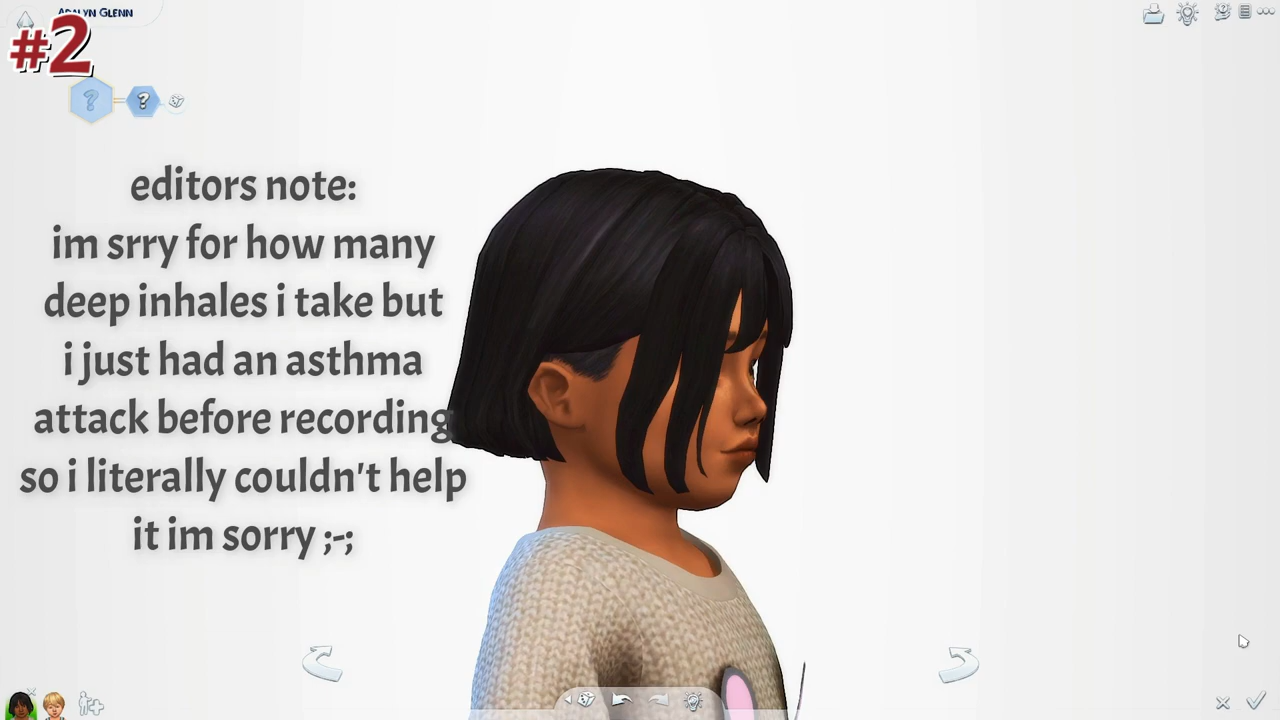 Adalyn Glenn
#2
? ?
editors note:
im srry for how many
deep inhales i take but
i just had an asthma
attack before recording
so i literally couldn't help
it im sorry ;-;